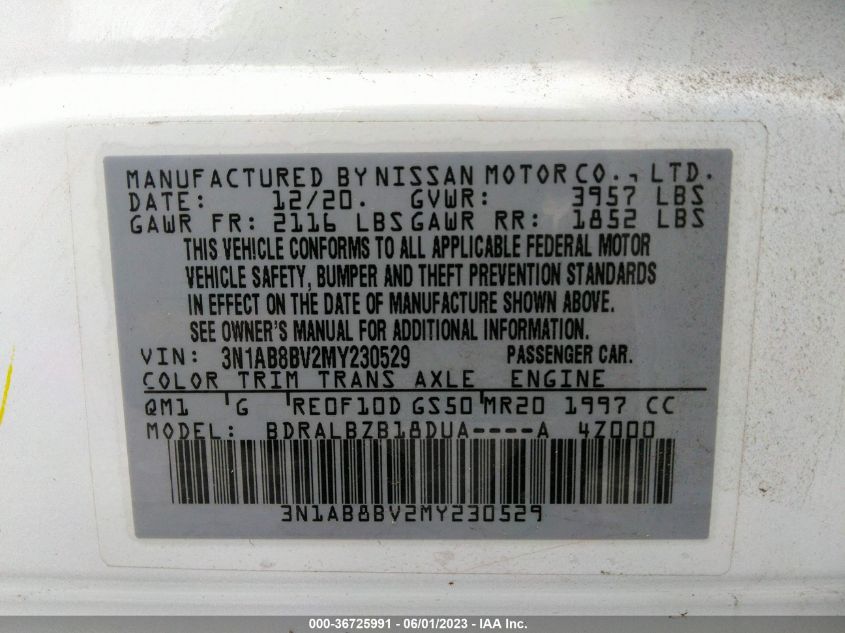 MANUFACTURED BY NISSAN MOTOR CO., LTD.
DATE: 12/20. GVWR: 3957 LBS
GAWR FR: 2116 LBS GAWR RR: 1852 LBS
THIS VEHICLE CONFORMS TO ALL APPLICABLE FEDERAL MOTOR
VEHICLE SAFETY, BUMPER AND THEFT PREVENTION STANDARDS
IN EFFECT ON THE DATE OF MANUFACTURE SHOWN ABOVE.
SEE OWNER'S MANUAL FOR ADDITIONAL INFORMATION.
VIN: 3N1AB8BV2MY230529 PASSENGER CAR.
COLOR TRIM TRANS AXLE ENGINE
QM1 G RE0F10D GS50 MR20 1997 CC
MODEL: BDRALBZB18DUA----A 4Z000
3N1AB8BV2MY230529
000-36725991 - 06/01/2023 - IAA Inc.